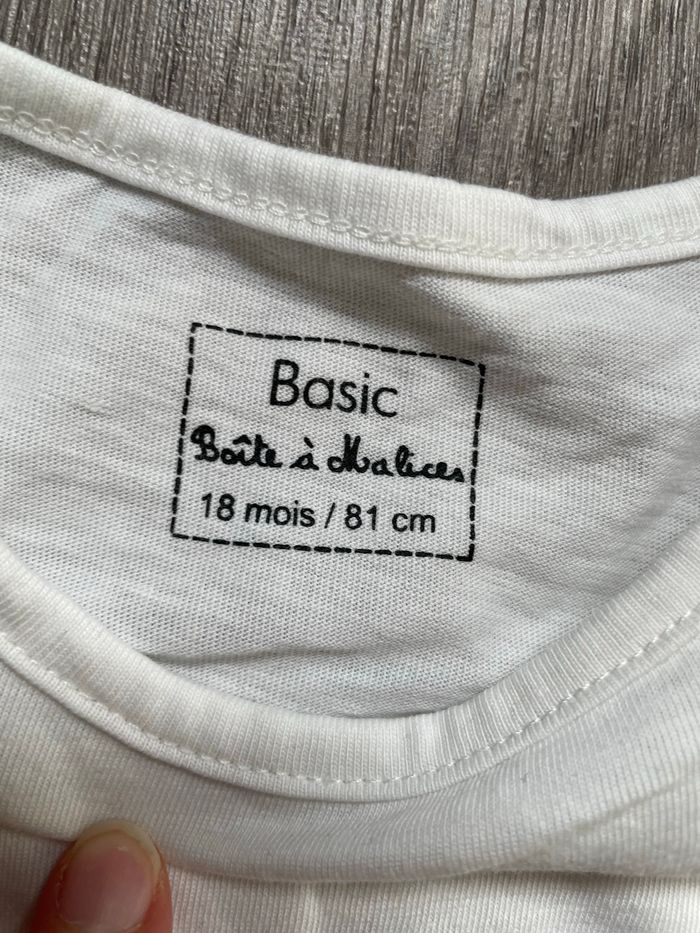 Basic
Boîte à Malices
18 mois / 81 cm